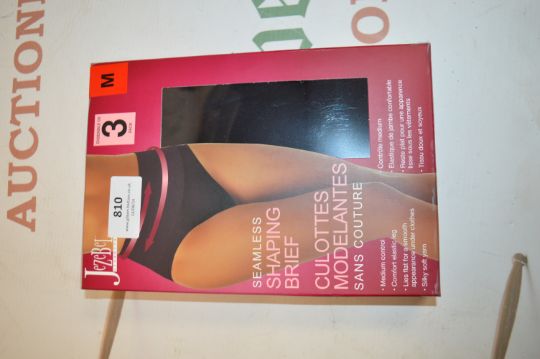 AUCTION
M
3
810
JEZEBEL
SEAMLESS
SHAPING
BRIEF
CULOTTES
MODELANTES
SANS COUTURE
• Medium control
• Comfort elastic leg
• Lies flat for a smooth
appearance under clothes
• Silky soft yarn
• Contrôle medium
• Élastique de jambe confortable
• Reste plat pour une apparence
lisse sous les vêtements
• Tissu doux et soyeux